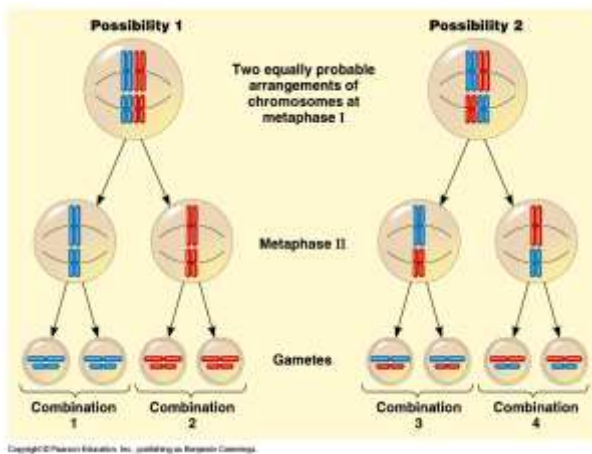 Possibility 1
Possibility 2
Two equally probable
arrangements of
chromosomes at
metaphase I
Metaphase II
Gametes
Combination
1
Combination
2
Combination
3
Combination
4
Copyright © Pearson Education, Inc., publishing as Benjamin Cummings.